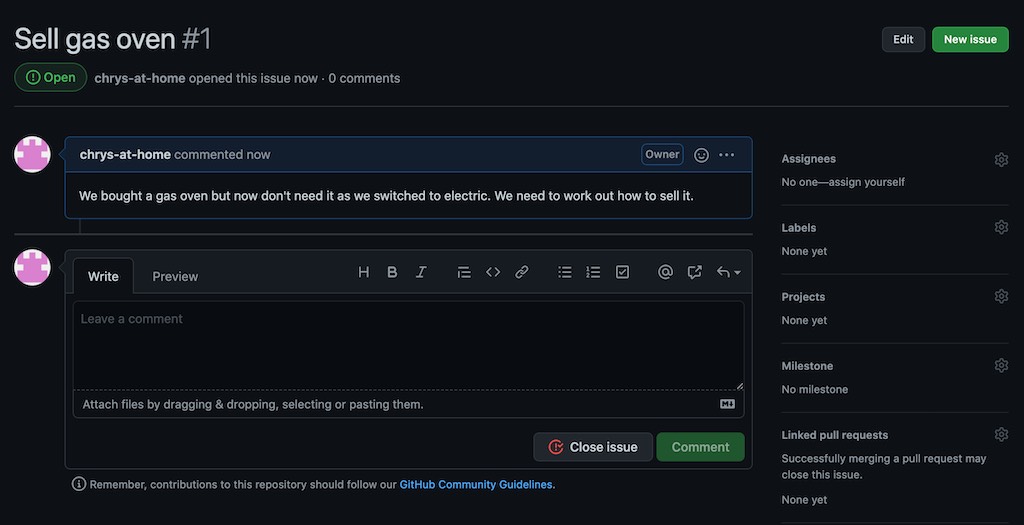 Sell gas oven #1
Edit
New issue
Open
chrys-at-home opened this issue now · 0 comments
chrys-at-home commented now
Owner
We bought a gas oven but now don't need it as we switched to electric. We need to work out how to sell it.
Write
Preview
H B I
Leave a comment
Attach files by dragging & dropping, selecting or pasting them.
Close issue
Comment
Remember, contributions to this repository should follow our GitHub Community Guidelines.
Assignees
No one—assign yourself
Labels
None yet
Projects
None yet
Milestone
No milestone
Linked pull requests
Successfully merging a pull request may
close this issue.
None yet